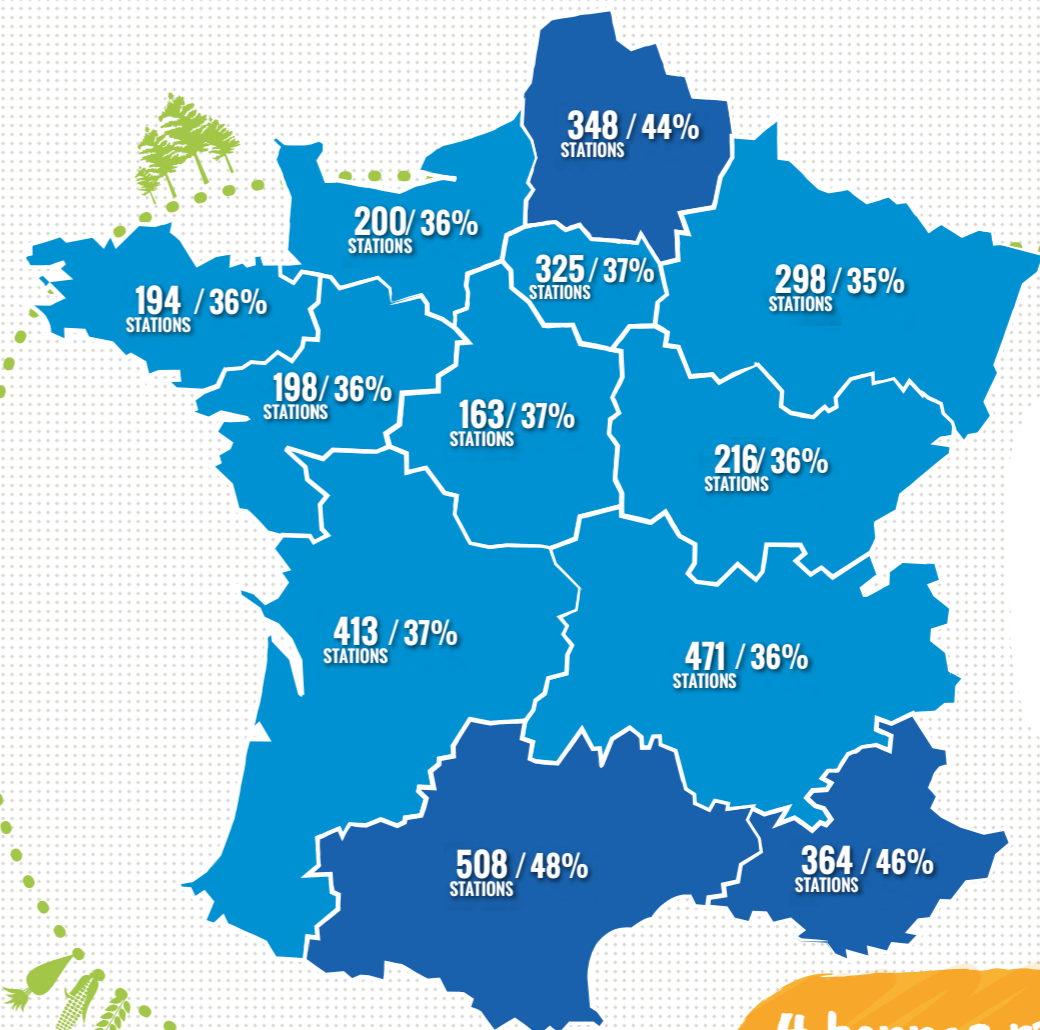 348 / 44%
STATIONS
200/ 36%
STATIONS
325 / 37%
STATIONS
298 / 35%
STATIONS
194 / 36%
STATIONS
198/ 36%
STATIONS
163/ 37%
STATIONS
216/ 36%
STATIONS
413 / 37%
STATIONS
471 / 36%
STATIONS
508 / 48%
STATIONS
364 / 46%
STATIONS